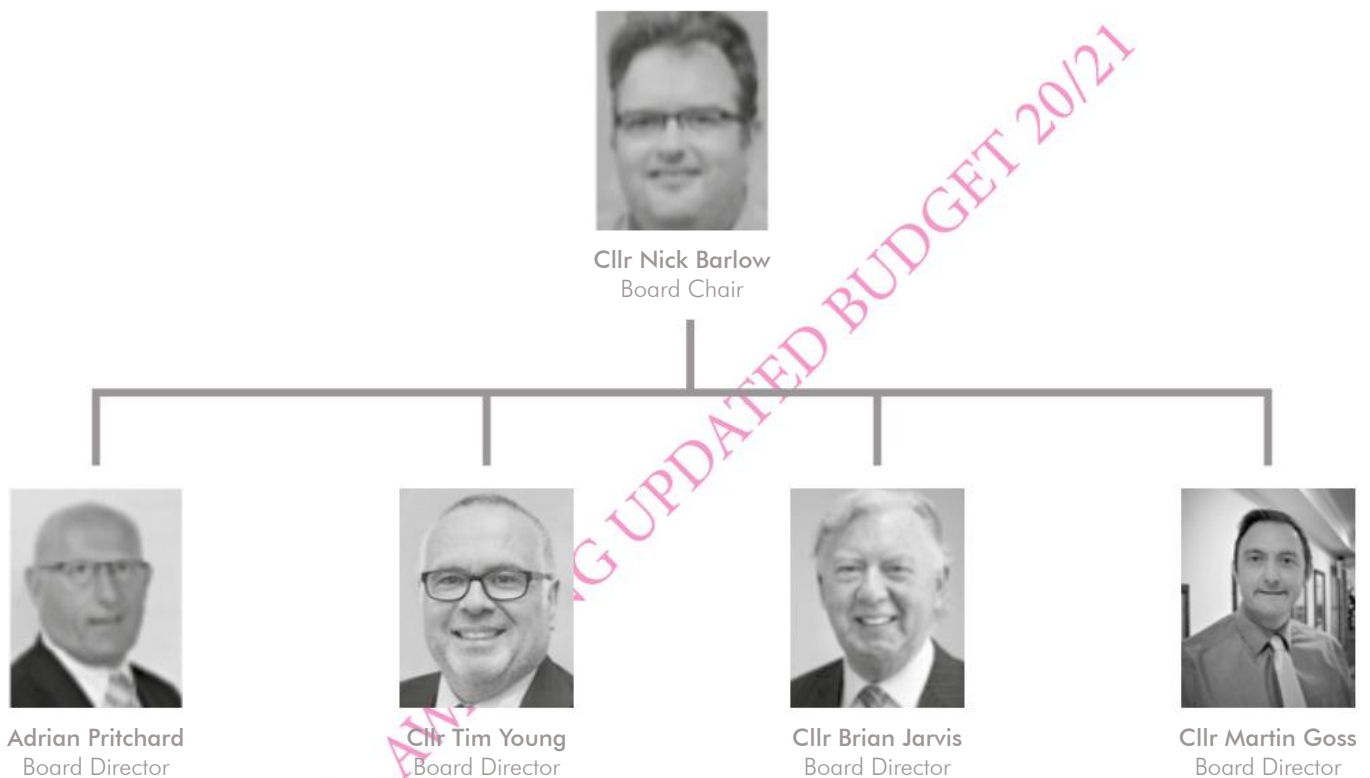 Cllr Nick Barlow
Board Chair
Adrian Pritchard
Board Director
Cllr Tim Young
Board Director
Cllr Brian Jarvis
Board Director
Cllr Martin Goss
Board Director
UPDATED BUDGET 20/21